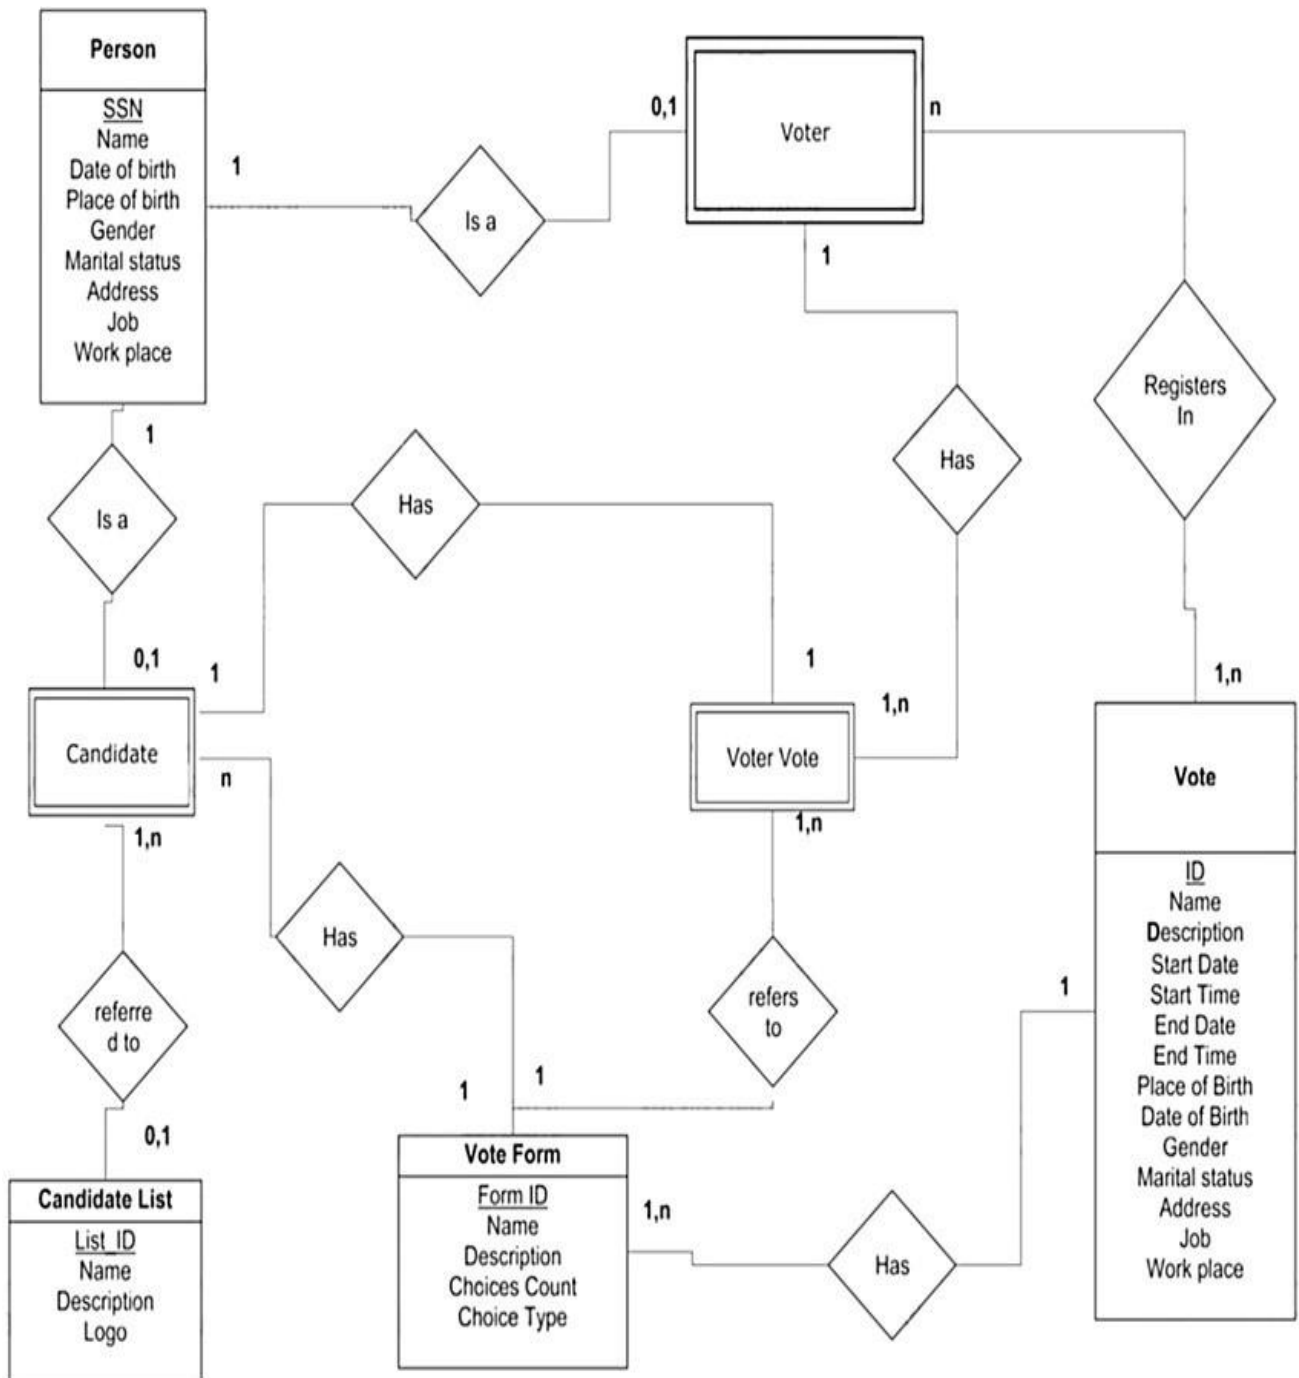 Person
SSN
Name
Date of birth
Place of birth
Gender
Marital status
Address
Job
Work place
1
Is a
0,1
Voter
n
1
Registers
In
Has
1
Is a
Has
0,1
1
1
1,n
1,n
Candidate
n
Voter Vote
1,n
1,n
Vote
ID
Name
Description
Start Date
Start Time
End Date
End Time
Place of Birth
Date of Birth
Gender
Marital status
Address
Job
Work place
Has
referre
d to
refers
to
1
1
1
0,1
Candidate List
List_ID
Name
Description
Logo
Vote Form
Form ID
Name
Description
Choices Count
Choice Type
1,n
Has